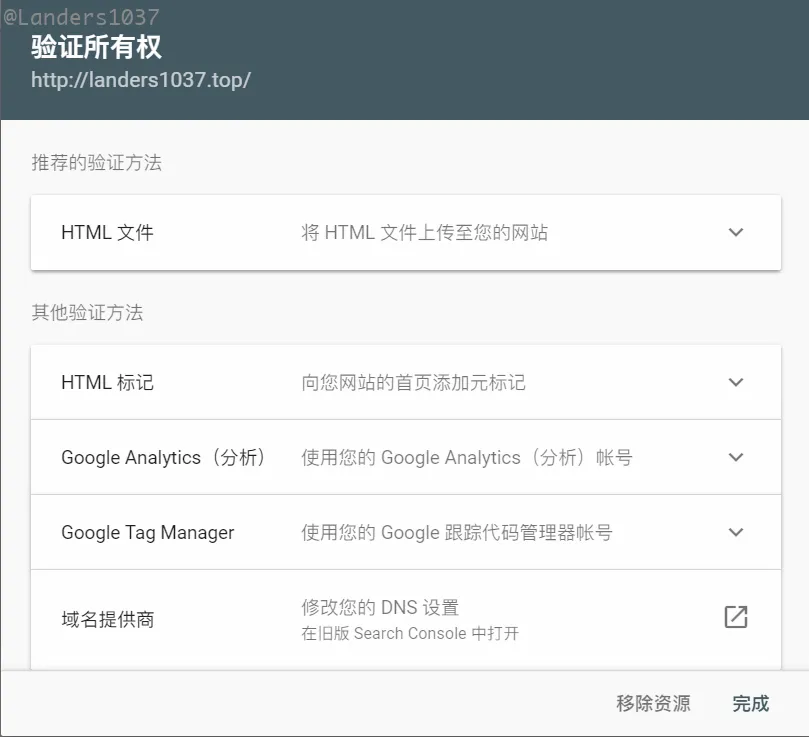 @Landers1037
验证所有权
http://landers1037.top/
推荐的验证方法
HTML 文件
将 HTML 文件上传至您的网站
其他验证方法
HTML 标记
向您网站的首页添加元标记
Google Analytics（分析）
使用您的 Google Analytics（分析）帐号
Google Tag Manager
使用您的 Google 跟踪代码管理器帐号
域名提供商
修改您的 DNS 设置
在旧版 Search Console 中打开
移除资源
完成